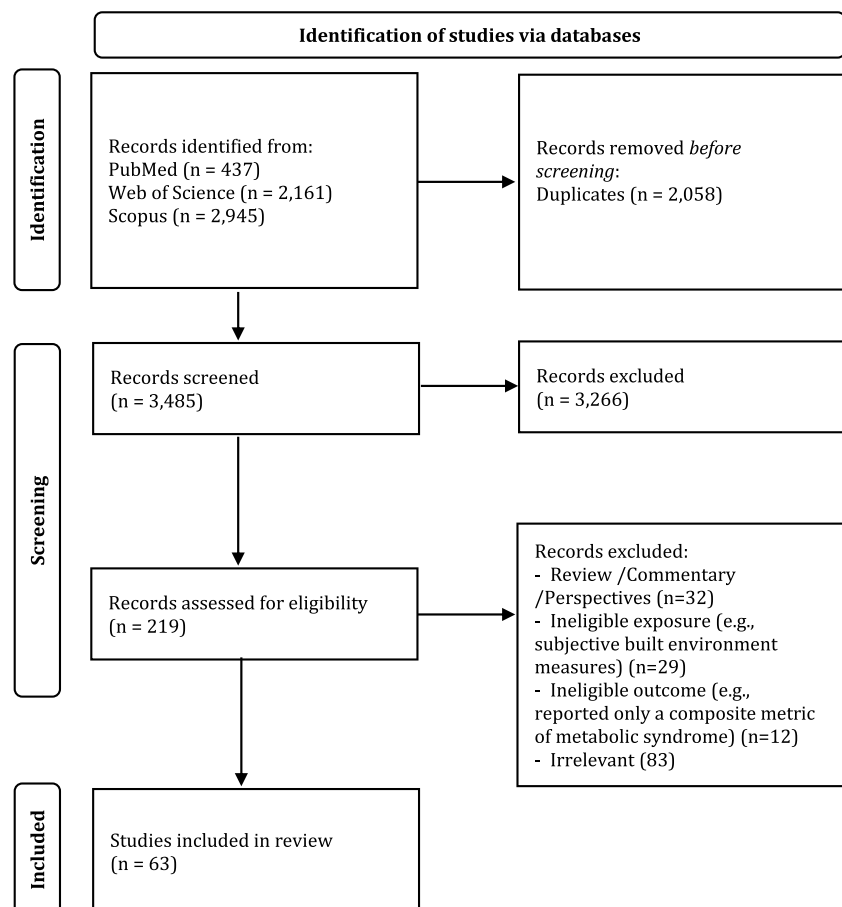 Identification of studies via databases
Identification
Records identified from:
PubMed (n = 437)
Web of Science (n = 2,161)
Scopus (n = 2,945)
Records removed before
screening:
Duplicates (n = 2,058)
Screening
Records screened
(n = 3,485)
Records excluded
(n = 3,266)
Records assessed for eligibility
(n = 219)
Records excluded:
- Review /Commentary
/Perspectives (n=32)
- Ineligible exposure (e.g.,
subjective built environment
measures) (n=29)
- Ineligible outcome (e.g.,
reported only a composite metric
of metabolic syndrome) (n=12)
- Irrelevant (83)
Included
Studies included in review
(n = 63)